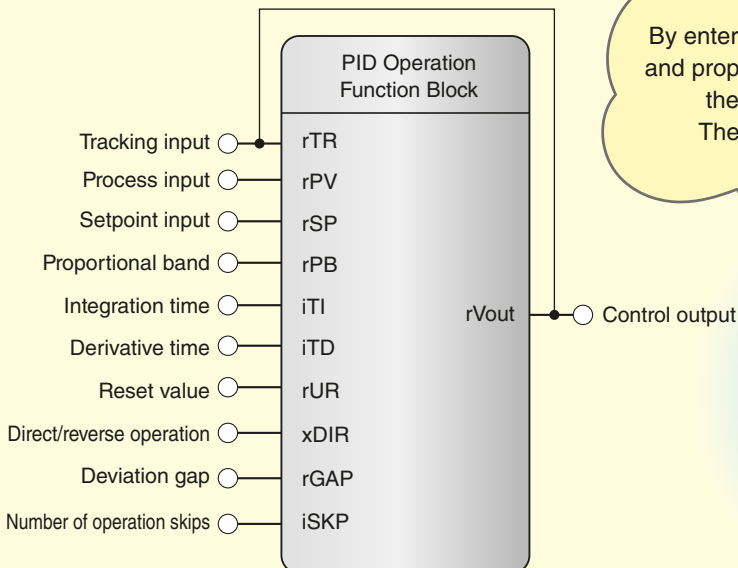 By enter
and prop
the
The
PID Operation
Function Block
Tracking input
rTR
Process input
rPV
Setpoint input
rSP
Proportional band
rPB
Integration time
iTI
rVout
Control output
Derivative time
iTD
Reset value
rUR
Direct/reverse operation
xDIR
Deviation gap
rGAP
Number of operation skips
iSKP